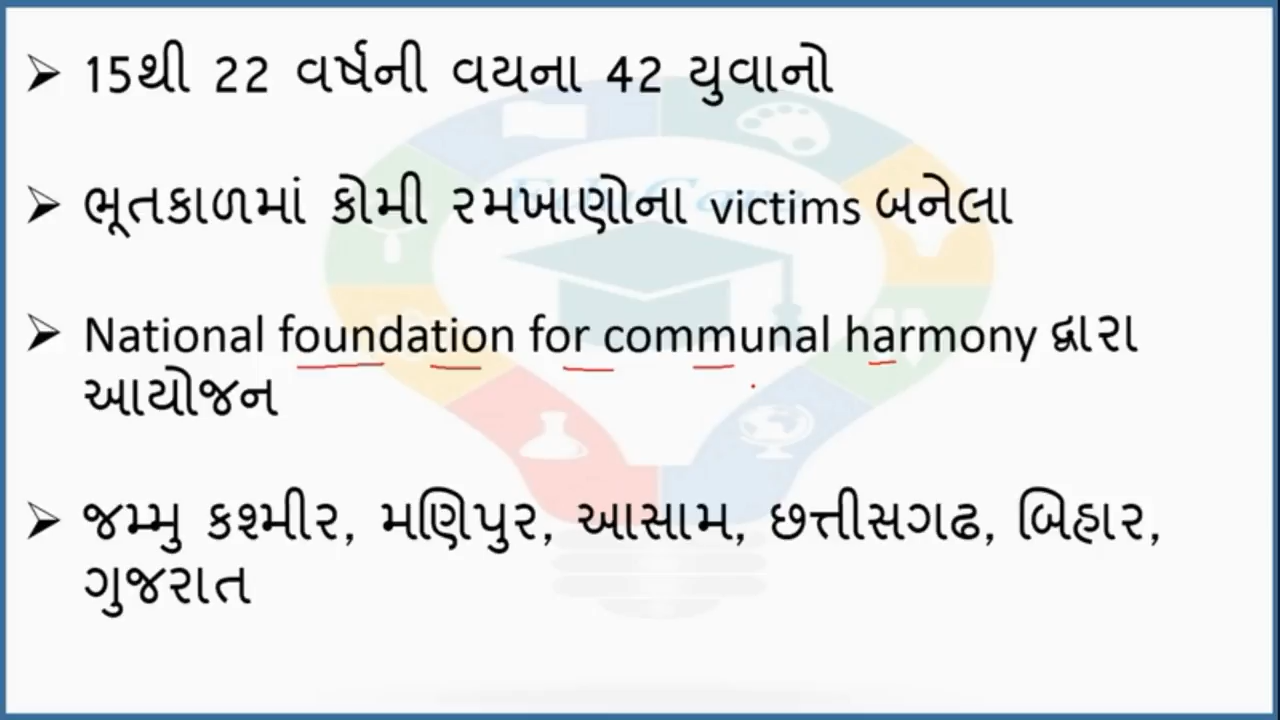 ➢ 15થી 22 વર્ષની વયના 42 યુવાનો
➢ ભૂતકાળમાં કોમી રમખાણોના victims બનેલા
➢ National foundation for communal harmony દ્વારા
આયોજન
➢ જમ્મુ કશ્મીર, મણિપુર, આસામ, છત્તીસગઢ, બિહાર,
ગુજરાત